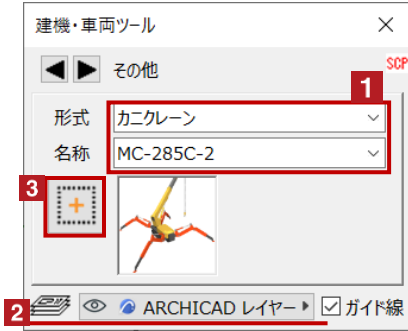 建機・車両ツール
その他
SCP
1
形式 カニクレーン
名称 MC-285C-2
3
2
ARCHICAD レイヤー
ガイド線